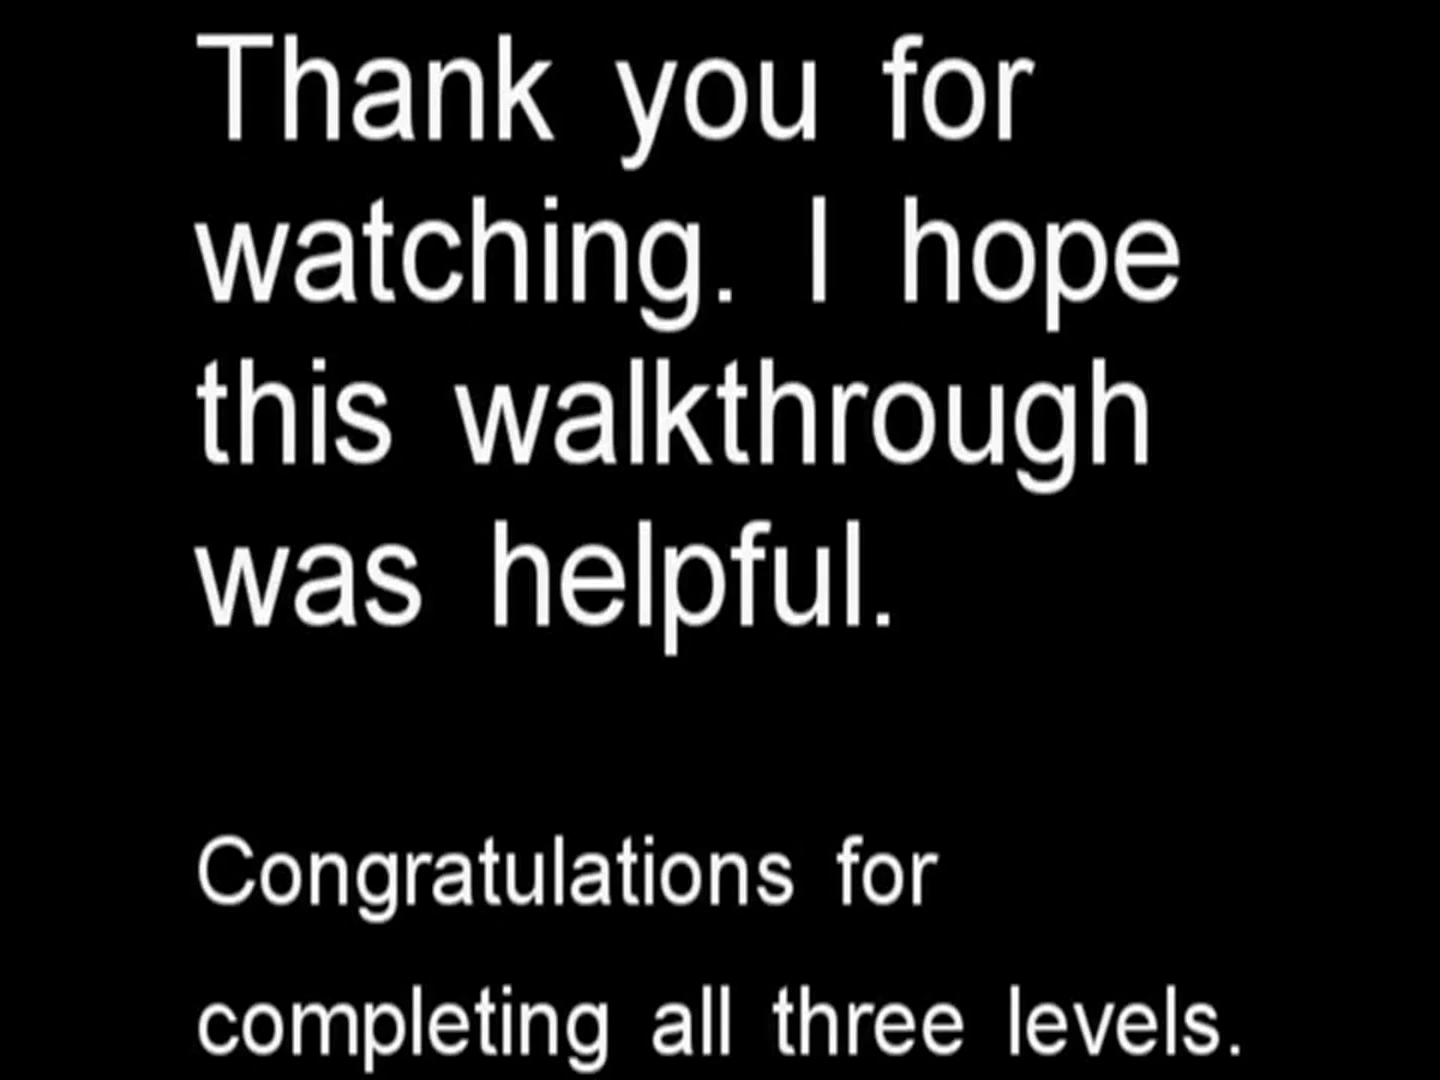 Thank you for
watching. I hope
this walkthrough
was helpful.
Congratulations for
completing all three levels.